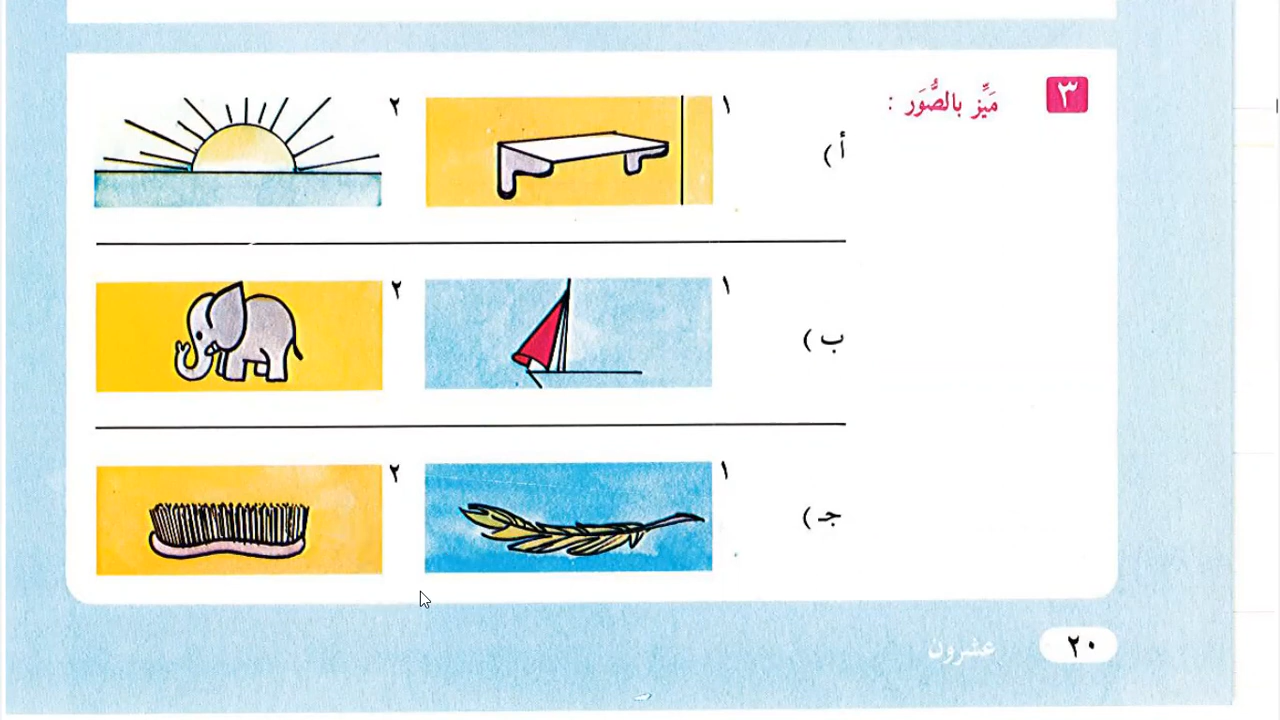 ٣ مَيِّز بالصُّوَر :
أ ) ١ ٢
ب ) ١ ٢
جـ ) ١ ٢
٢٠ عشرون